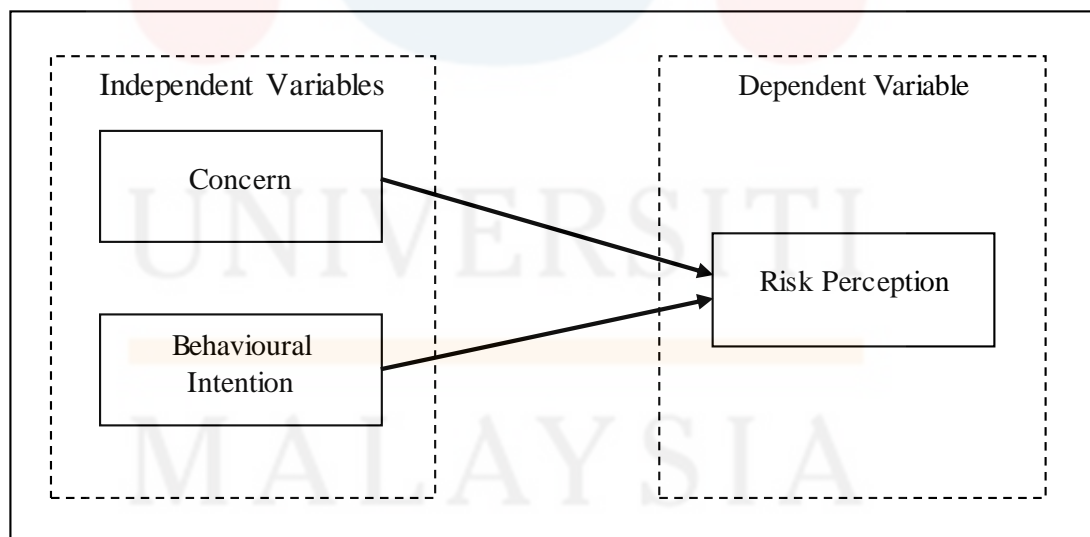 Independent Variables
Concern
Behavioural
Intention
Dependent Variable
Risk Perception
UNIVERSITI
MALAYSIA